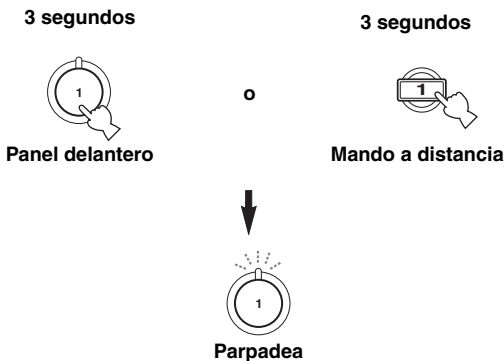 3 segundos
3 segundos
1
o
1
Panel delantero
Mando a distancia
1
Parpadea